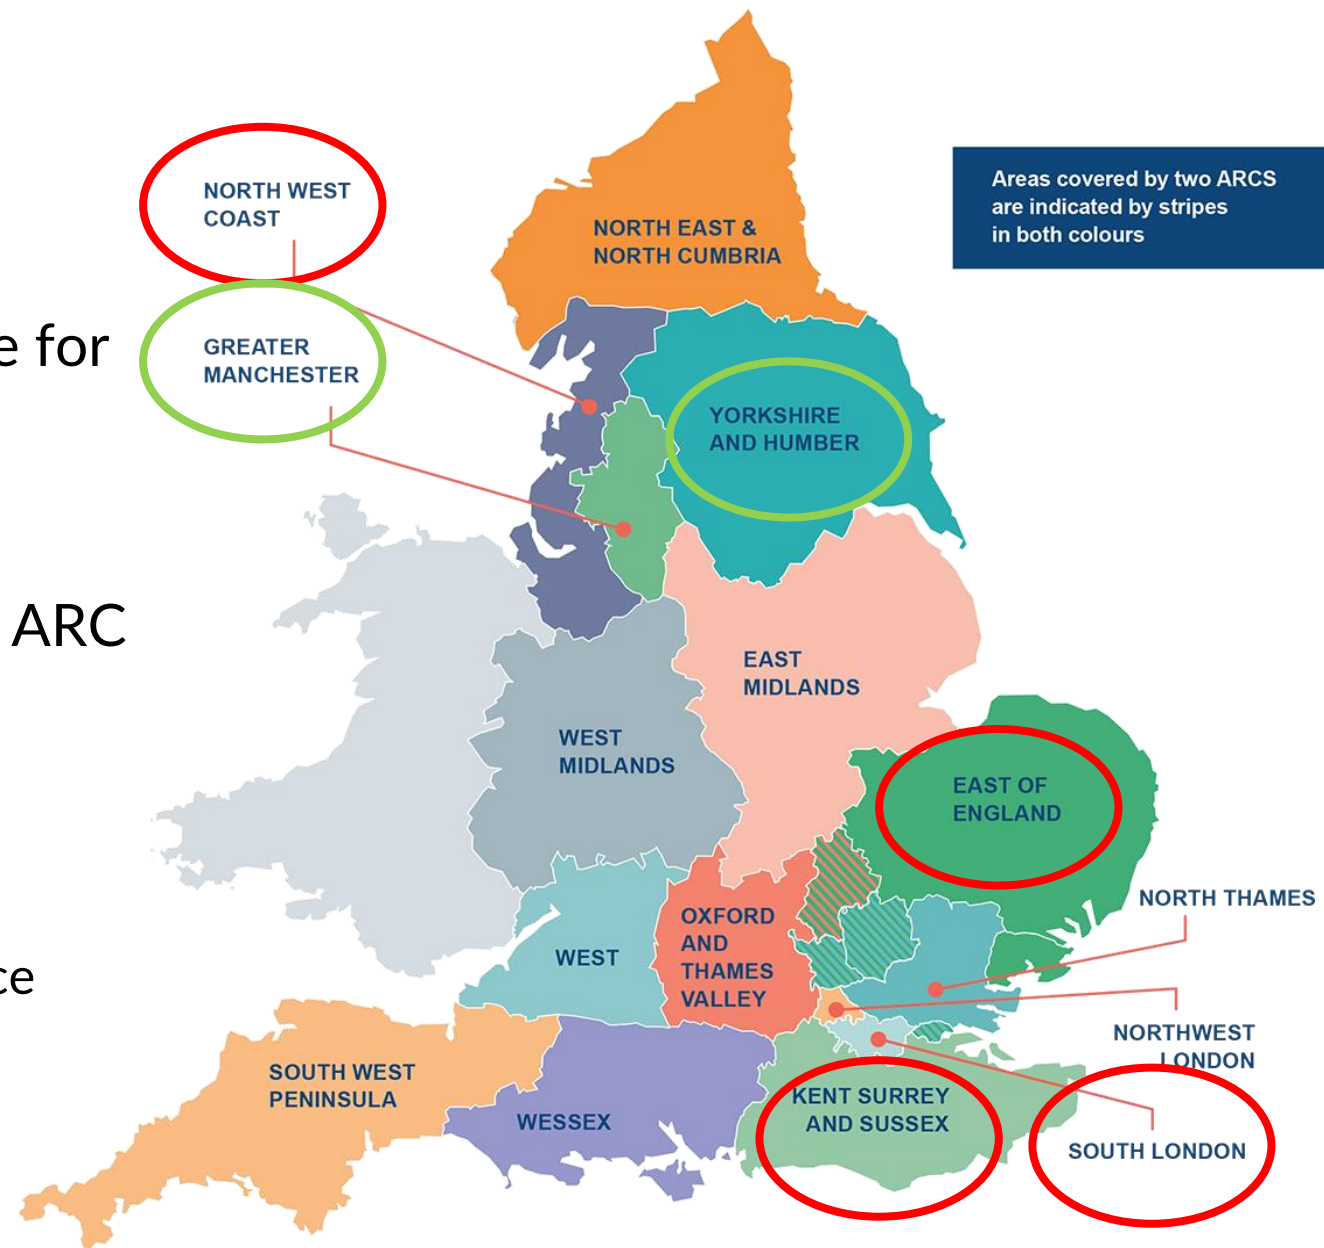 NORTH WEST
COAST
GREATER
MANCHESTER
e for
ARC
ce
Areas covered by two ARCS
are indicated by stripes
in both colours
NORTH EAST &
NORTH CUMBRIA
YORKSHIRE
AND HUMBER
EAST
MIDLANDS
WEST
MIDLANDS
EAST OF
ENGLAND
NORTH THAMES
OXFORD
AND
THAMES
VALLEY
WEST
NORTHWEST
LONDON
SOUTH WEST
PENINSULA
WESSEX
KENT SURREY
AND SUSSEX
SOUTH LONDON